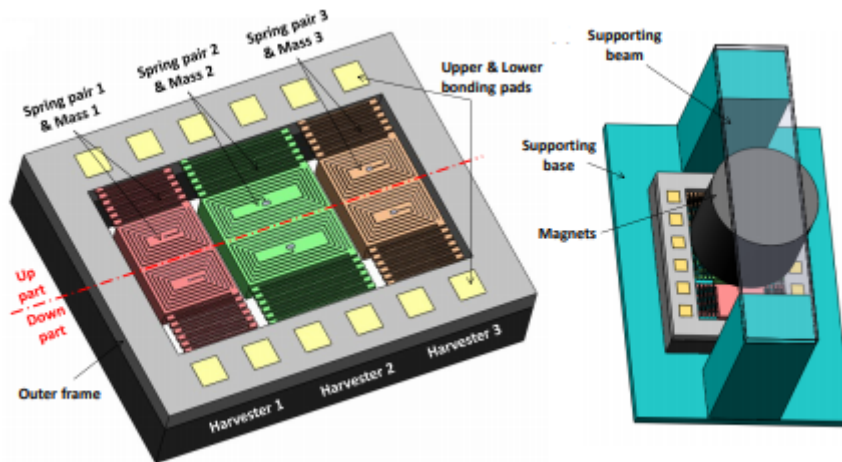 Spring pair 1
& Mass 1
Spring pair 2
& Mass 2
Spring pair 3
& Mass 3
Upper & Lower
bonding pads
Up
part
Down
part
Outer frame
Harvester 1
Harvester 2
Harvester 3
Supporting
beam
Supporting
base
Magnets